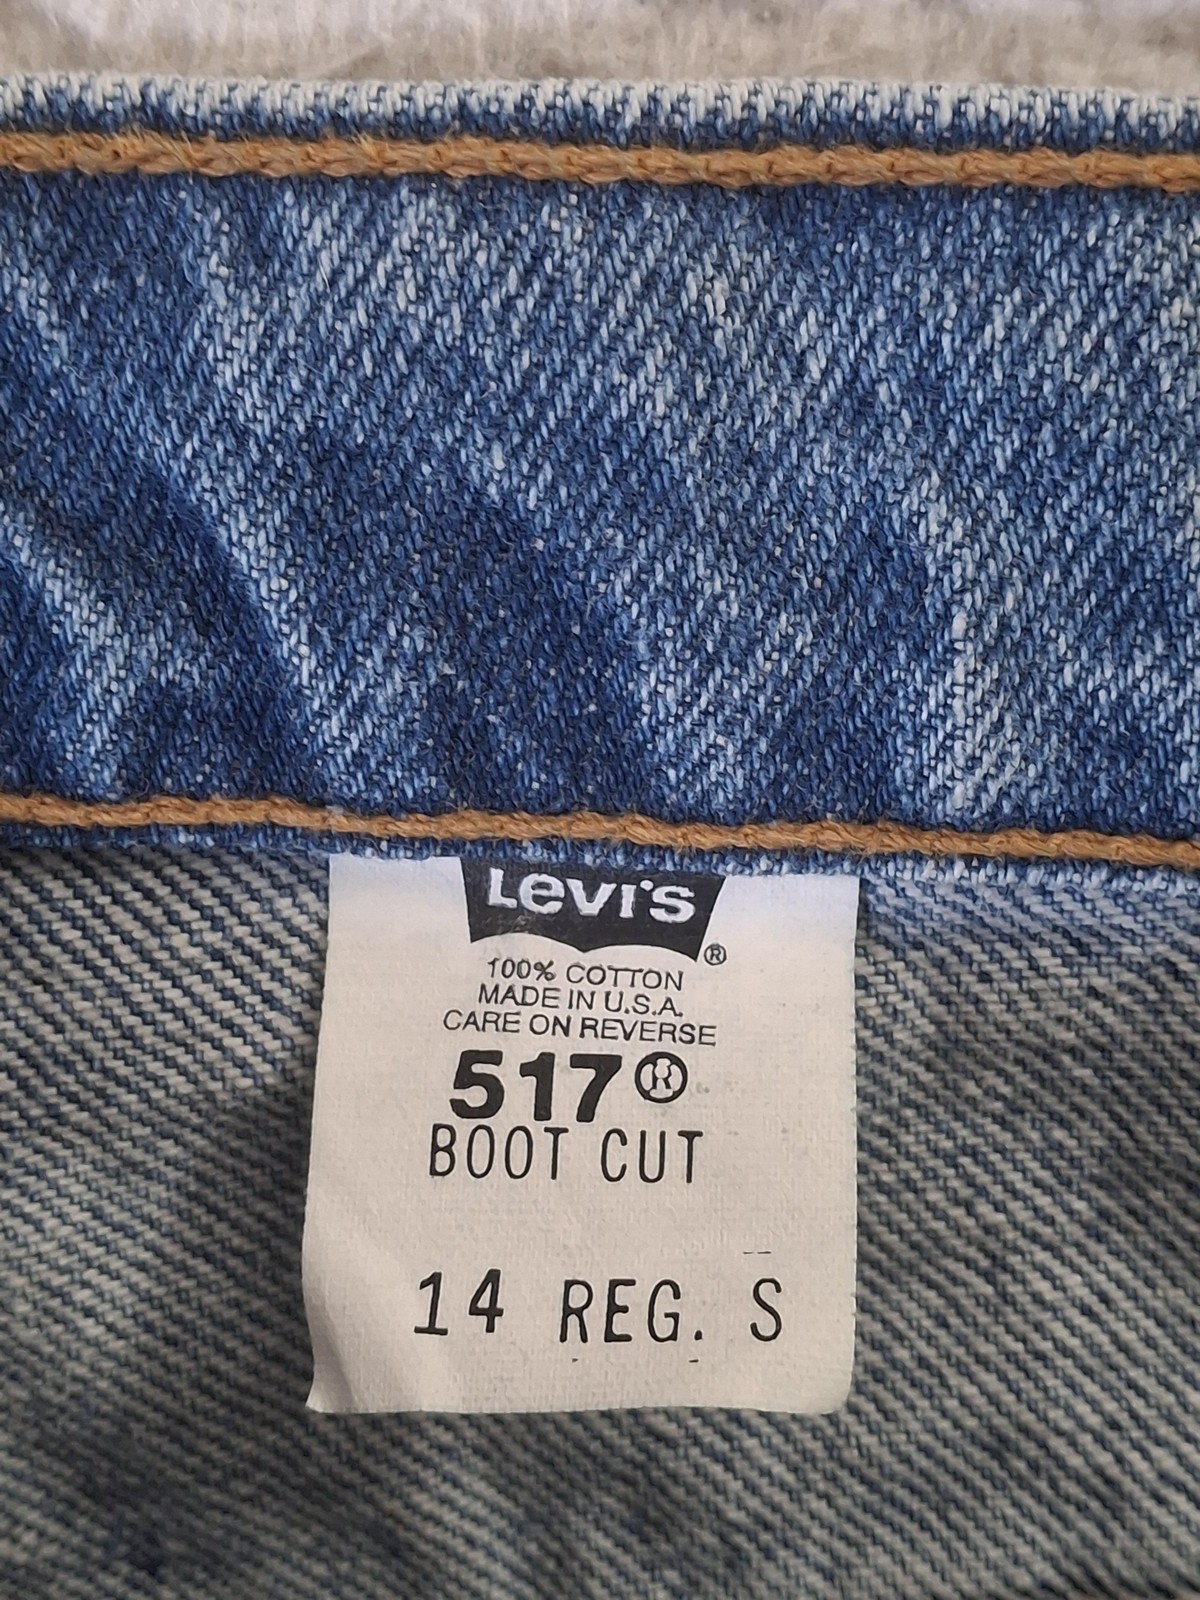 Levi's ®
100% COTTON
MADE IN U.S.A.
CARE ON REVERSE
517®
BOOT CUT
14 REG. S